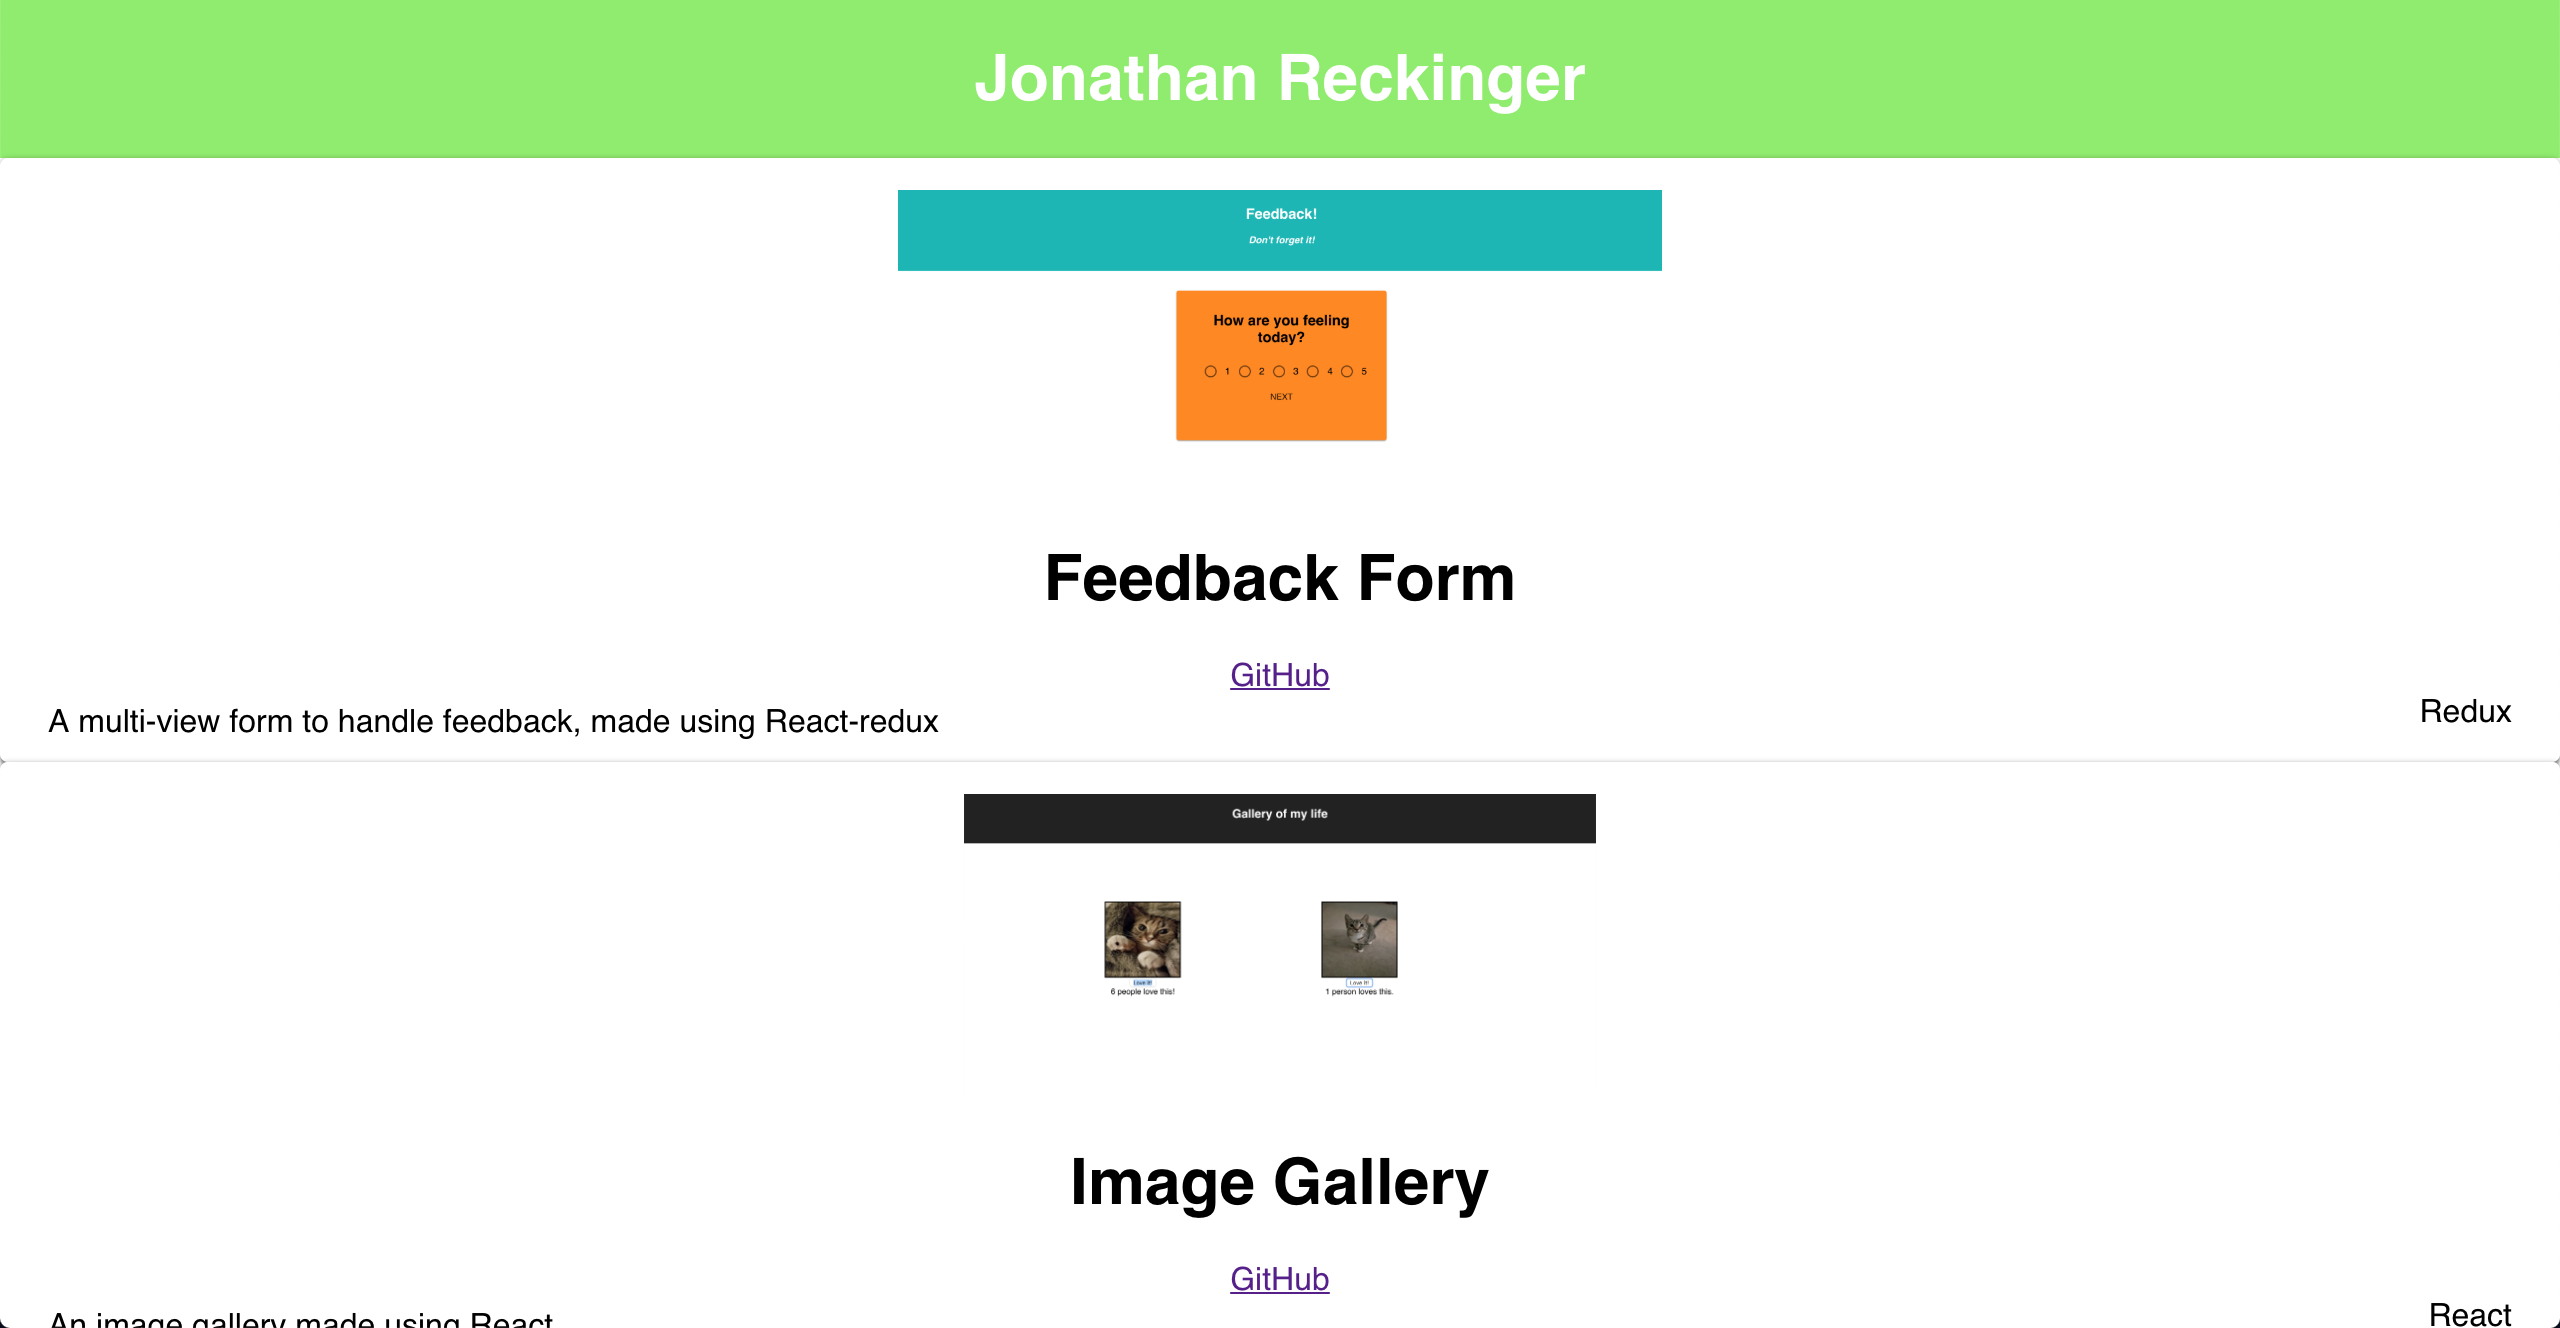 Jonathan Reckinger
Feedback!
Don't forget it!
How are you feeling
today?
1 2 3 4 5
NEXT
Feedback Form
GitHub
A multi-view form to handle feedback, made using React-redux
Redux
Gallery of my life
Love it! Love it!
6 people love this! 1 person loves this.
Image Gallery
GitHub
An image gallery made using React
React